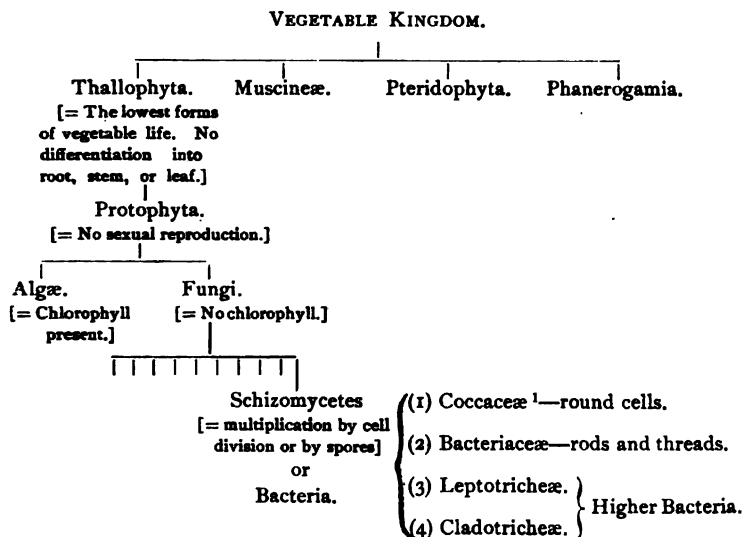 VEGETABLE KINGDOM.
Thallophyta. Muscineæ. Pteridophyta. Phanerogamia.
[= The lowest forms
of vegetable life. No
differentiation into
root, stem, or leaf.]
Protophyta.
[= No sexual reproduction.]
Algæ. Fungi.
[= Chlorophyll present.] [= No chlorophyll.]
Schizomycetes
[= multiplication by cell
division or by spores]
or
Bacteria.
(1) Coccaceæ ¹—round cells.
(2) Bacteriaceæ—rods and threads.
(3) Leptotricheæ.
(4) Cladotricheæ.
Higher Bacteria.